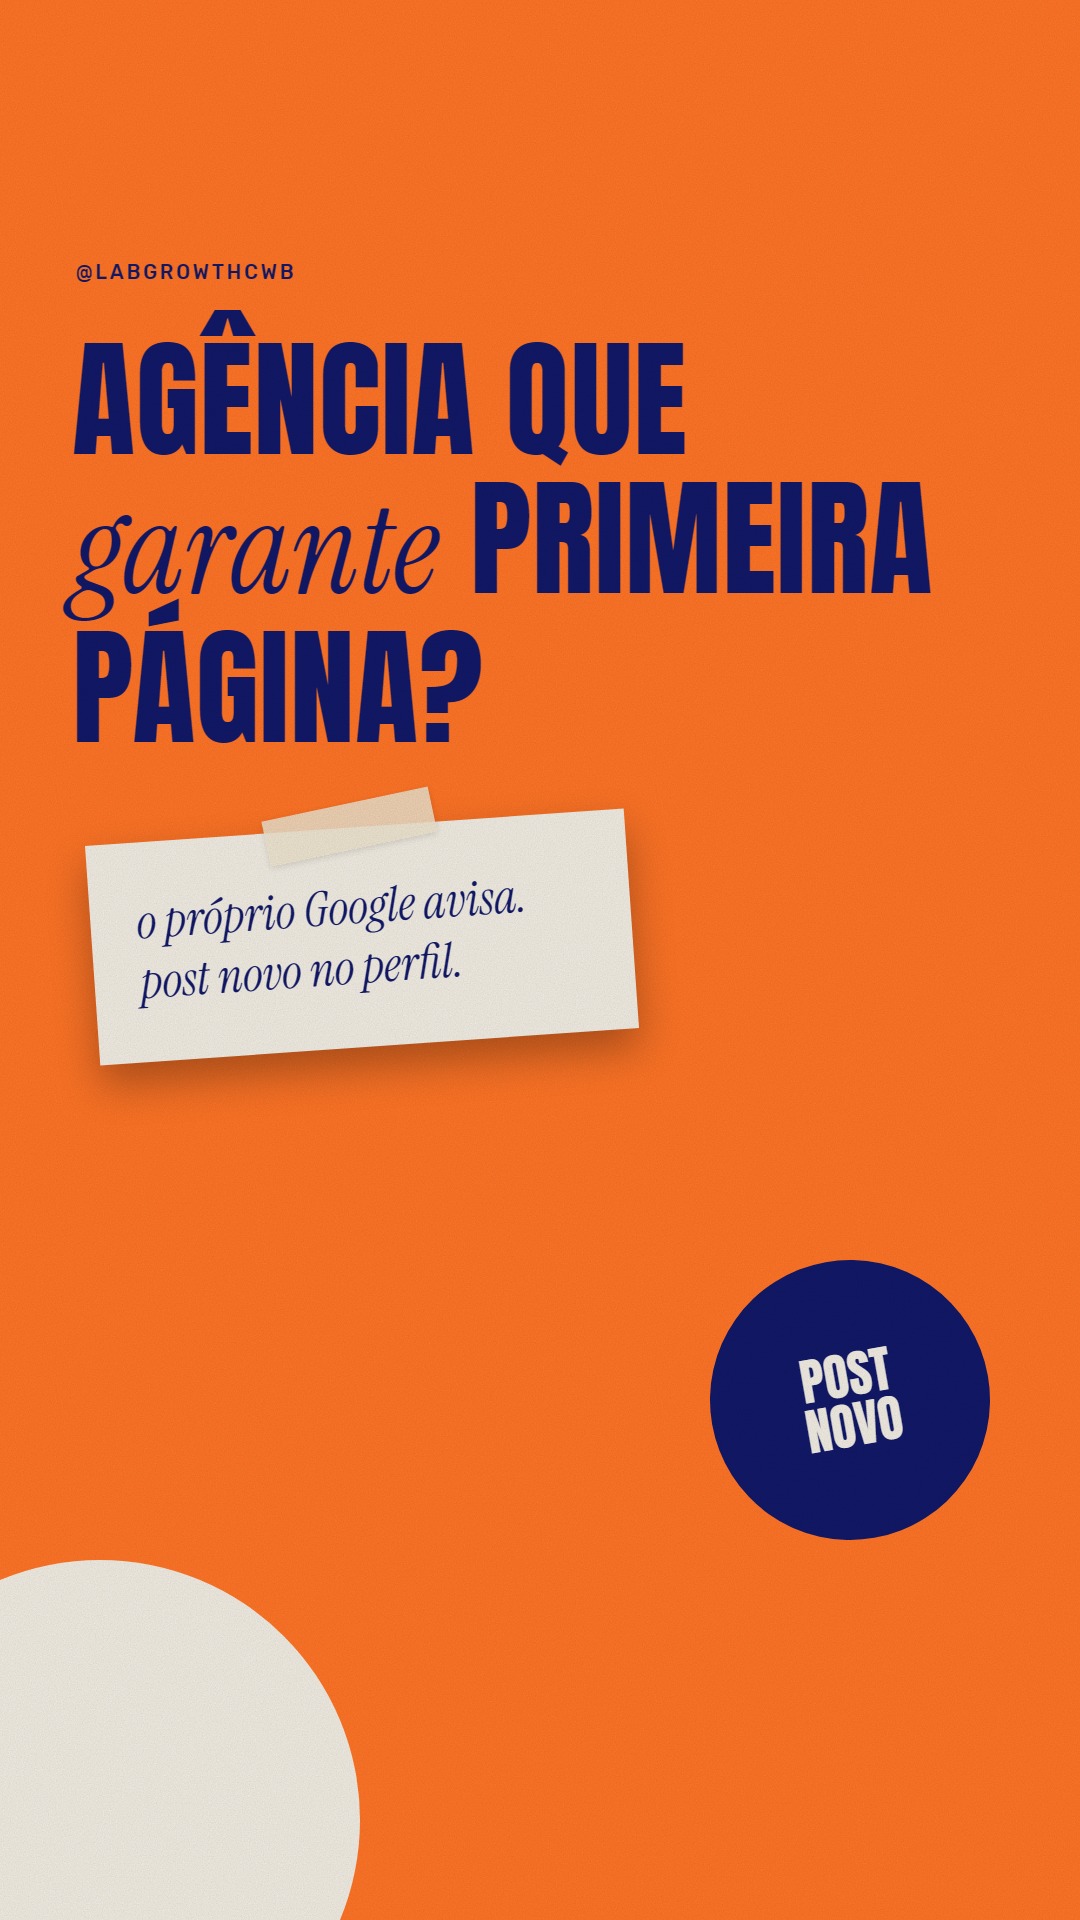 @LABGROWTHCWB
AGÊNCIA QUE
garante PRIMEIRA
PÁGINA?
o próprio Google avisa.
post novo no perfil.
POST
NOVO